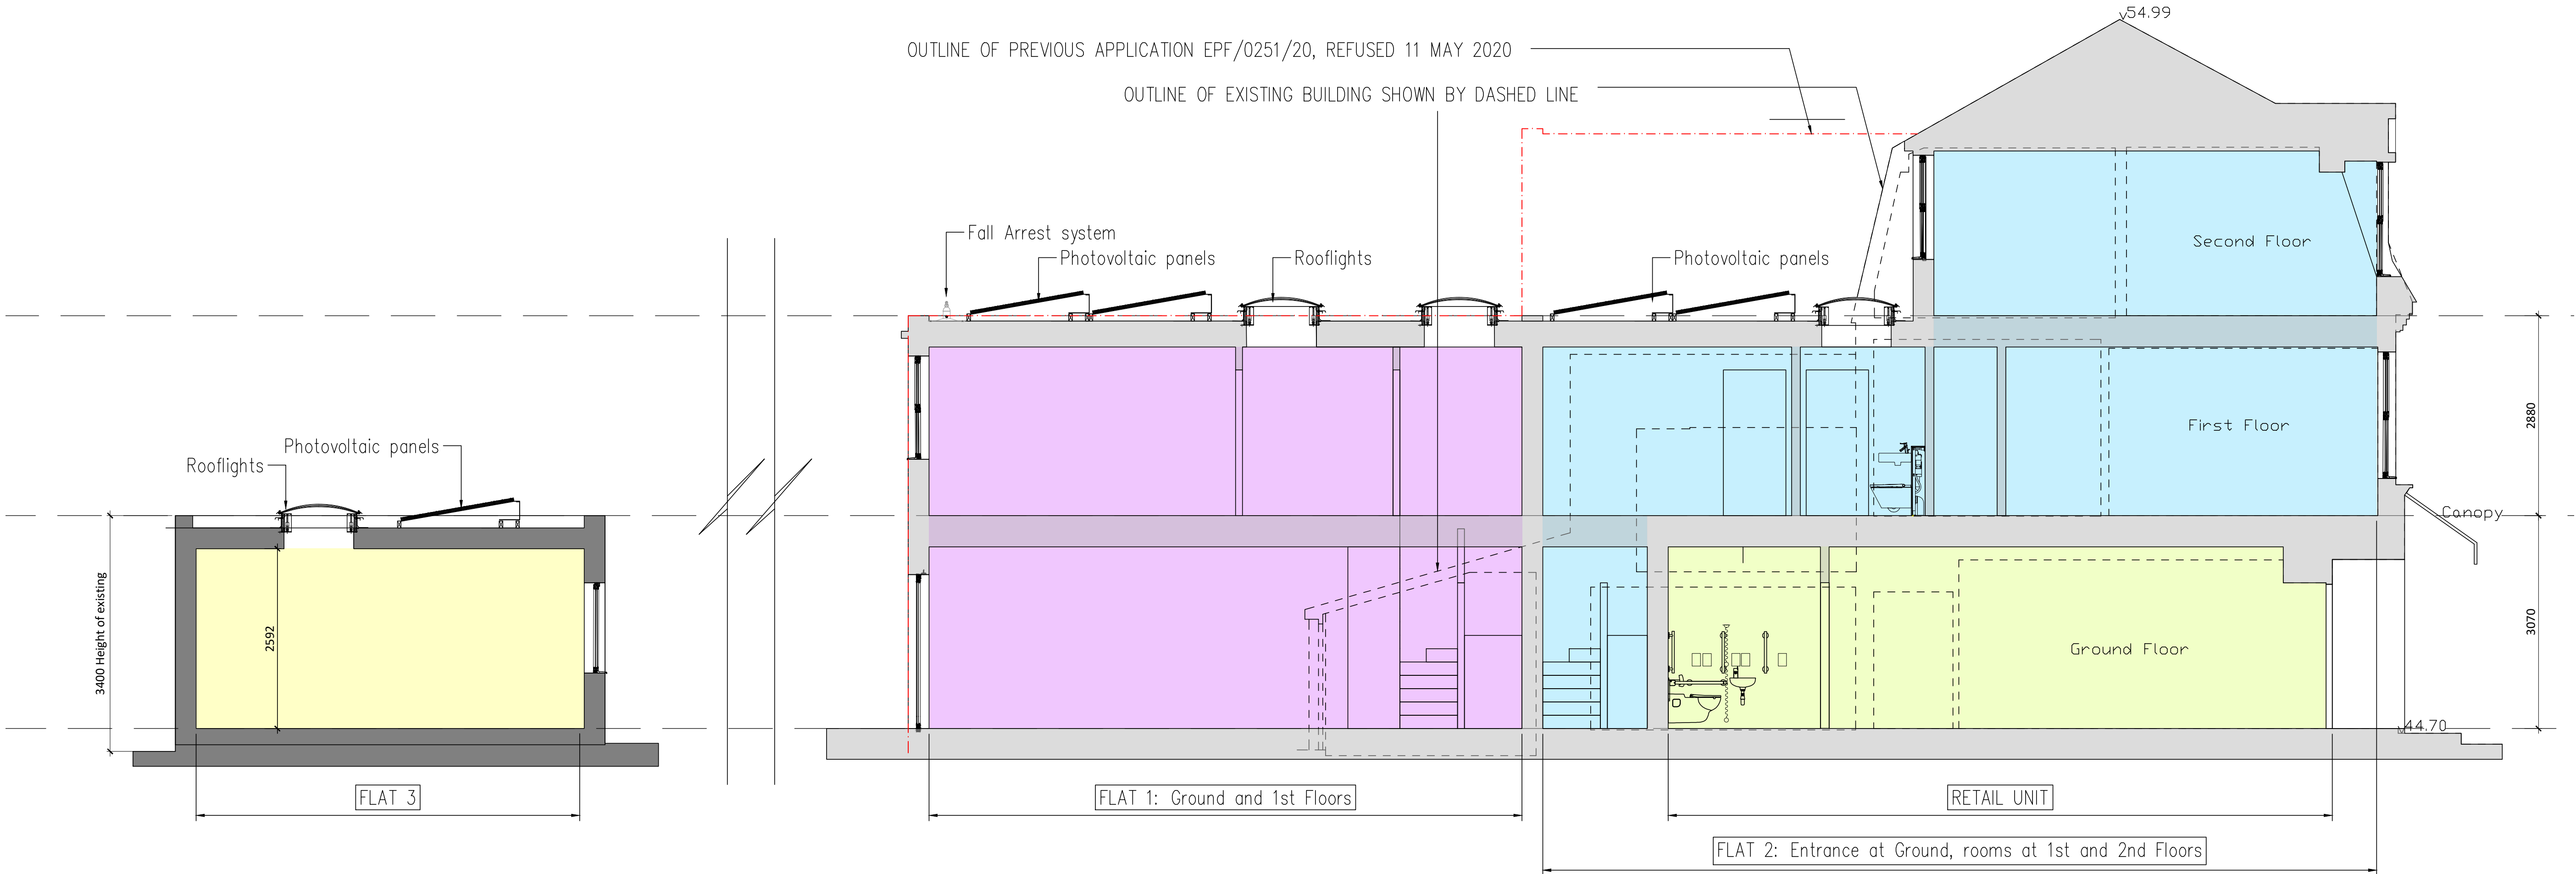 54.99
OUTLINE OF PREVIOUS APPLICATION EPF/0251/20, REFUSED 11 MAY 2020
OUTLINE OF EXISTING BUILDING SHOWN BY DASHED LINE
Fall Arrest system
Photovoltaic panels
Rooflights
Photovoltaic panels
Second Floor
First Floor
2880
Photovoltaic panels
Rooflights
Canopy
3400 Height of existing
2592
Ground Floor
3070
44.70
FLAT 3
FLAT 1: Ground and 1st Floors
RETAIL UNIT
FLAT 2: Entrance at Ground, rooms at 1st and 2nd Floors